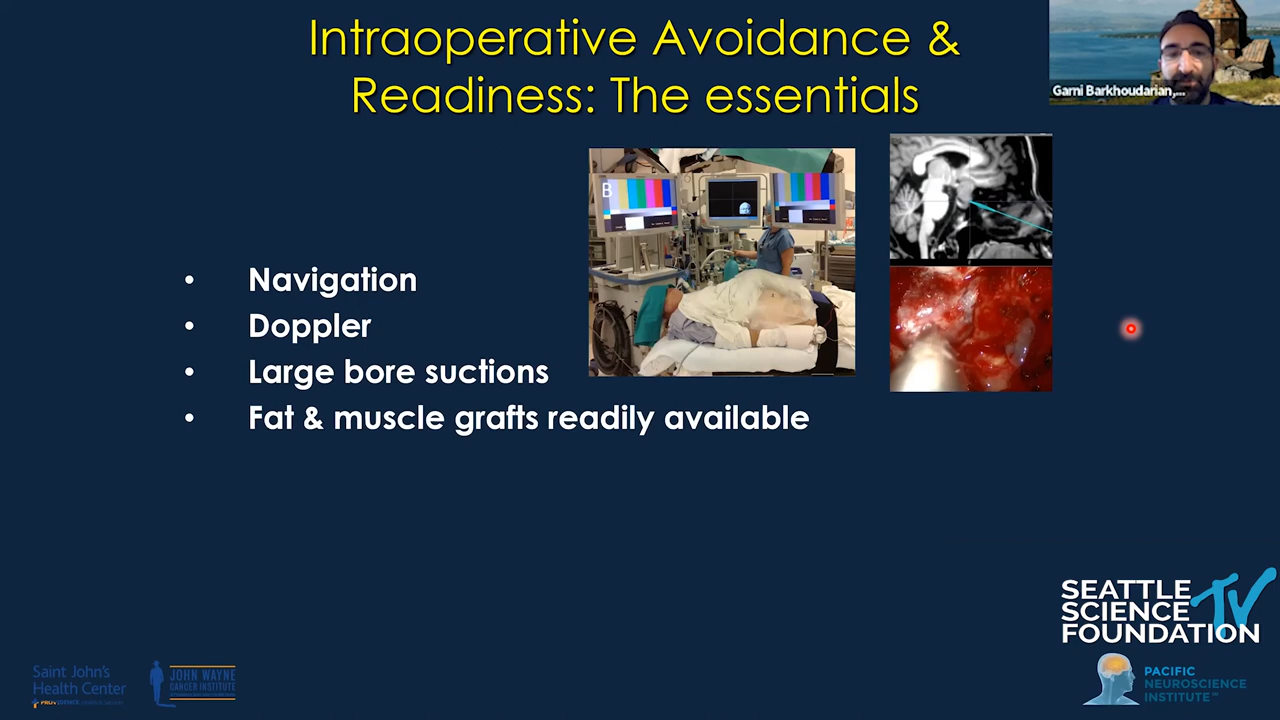 Intraoperative Avoidance &
Readiness: The essentials
Garni Barkhoudarian,...
B
• Navigation
• Doppler
• Large bore suctions
• Fat & muscle grafts readily available
SEATTLE
SCIENCE
FOUNDATION
TV
PACIFIC
NEUROSCIENCE
INSTITUTE
Saint John's
Health Center
PROVIDENCE
JOHN WAYNE
CANCER INSTITUTE